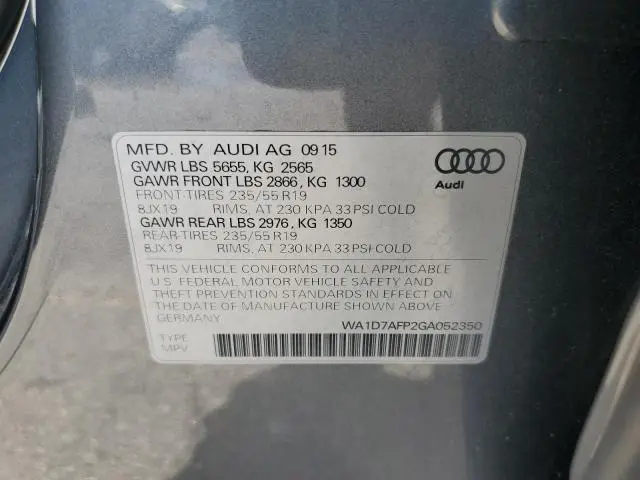 MFD. BY AUDI AG 09 15
GVWR LBS 5655, KG 2565
GAWR FRONT LBS 2866, KG 1300
FRONT-TIRES 235/55 R19
8JX19 RIMS, AT 230 KPA 33 PSI COLD
GAWR REAR LBS 2976, KG 1350
REAR-TIRES 235/55 R19
8JX19 RIMS, AT 230 KPA 33 PSI COLD
Audi
THIS VEHICLE CONFORMS TO ALL APPLICABLE
U.S. FEDERAL MOTOR VEHICLE SAFETY AND
THEFT PREVENTION STANDARDS IN EFFECT ON
THE DATE OF MANUFACTURE SHOWN ABOVE
GERMANY
WA1D7AFP2GA052350
TYPE
MPV